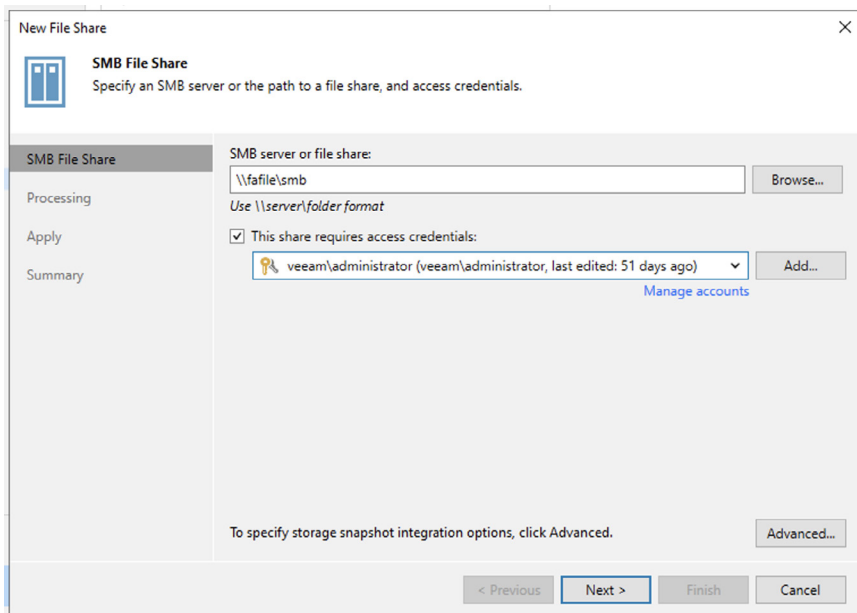 New File Share
SMB File Share
Specify an SMB server or the path to a file share, and access credentials.
SMB File Share
Processing
Apply
Summary
SMB server or file share:
\\fafile\smb
Browse...
Use \\server\folder format
This share requires access credentials:
veeam\administrator (veeam\administrator, last edited: 51 days ago)
Add...
Manage accounts
To specify storage snapshot integration options, click Advanced.
Advanced...
< Previous
Next >
Finish
Cancel